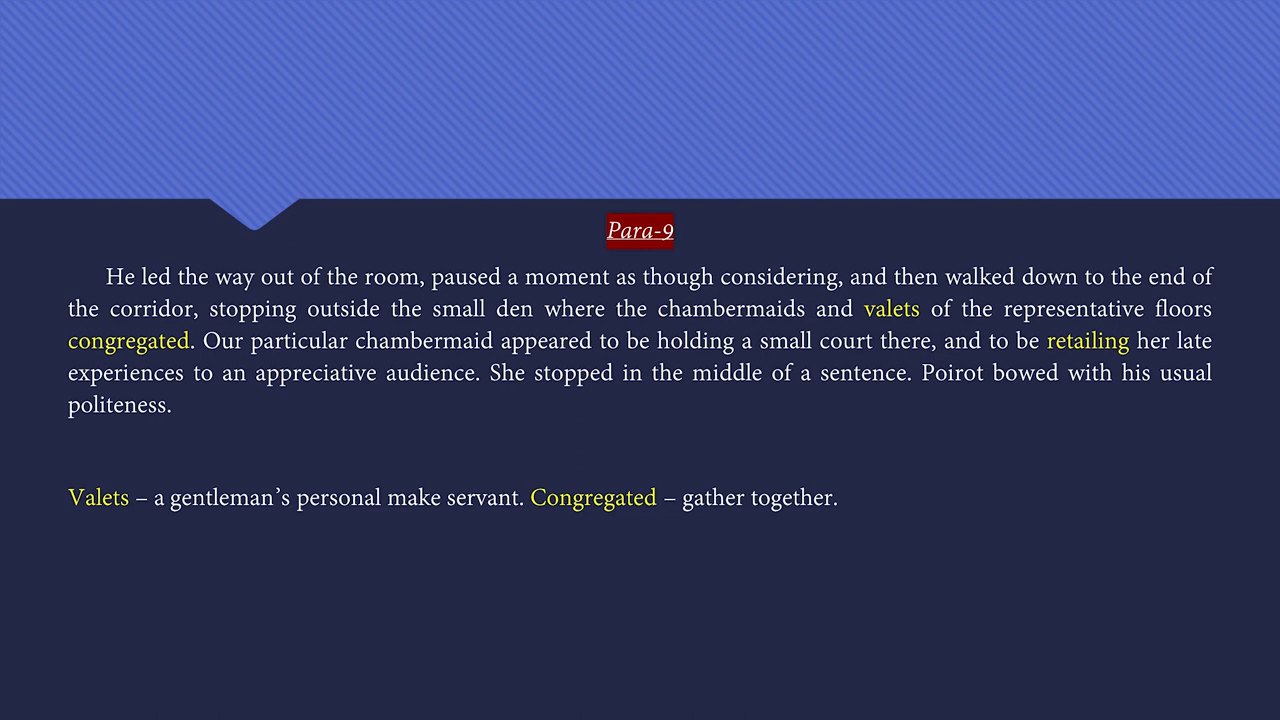 Para-9
He led the way out of the room, paused a moment as though considering, and then walked down to the end of
the corridor, stopping outside the small den where the chambermaids and valets of the representative floors
congregated. Our particular chambermaid appeared to be holding a small court there, and to be retailing her late
experiences to an appreciative audience. She stopped in the middle of a sentence. Poirot bowed with his usual
politeness.
Valets – a gentleman’s personal make servant. Congregated – gather together.